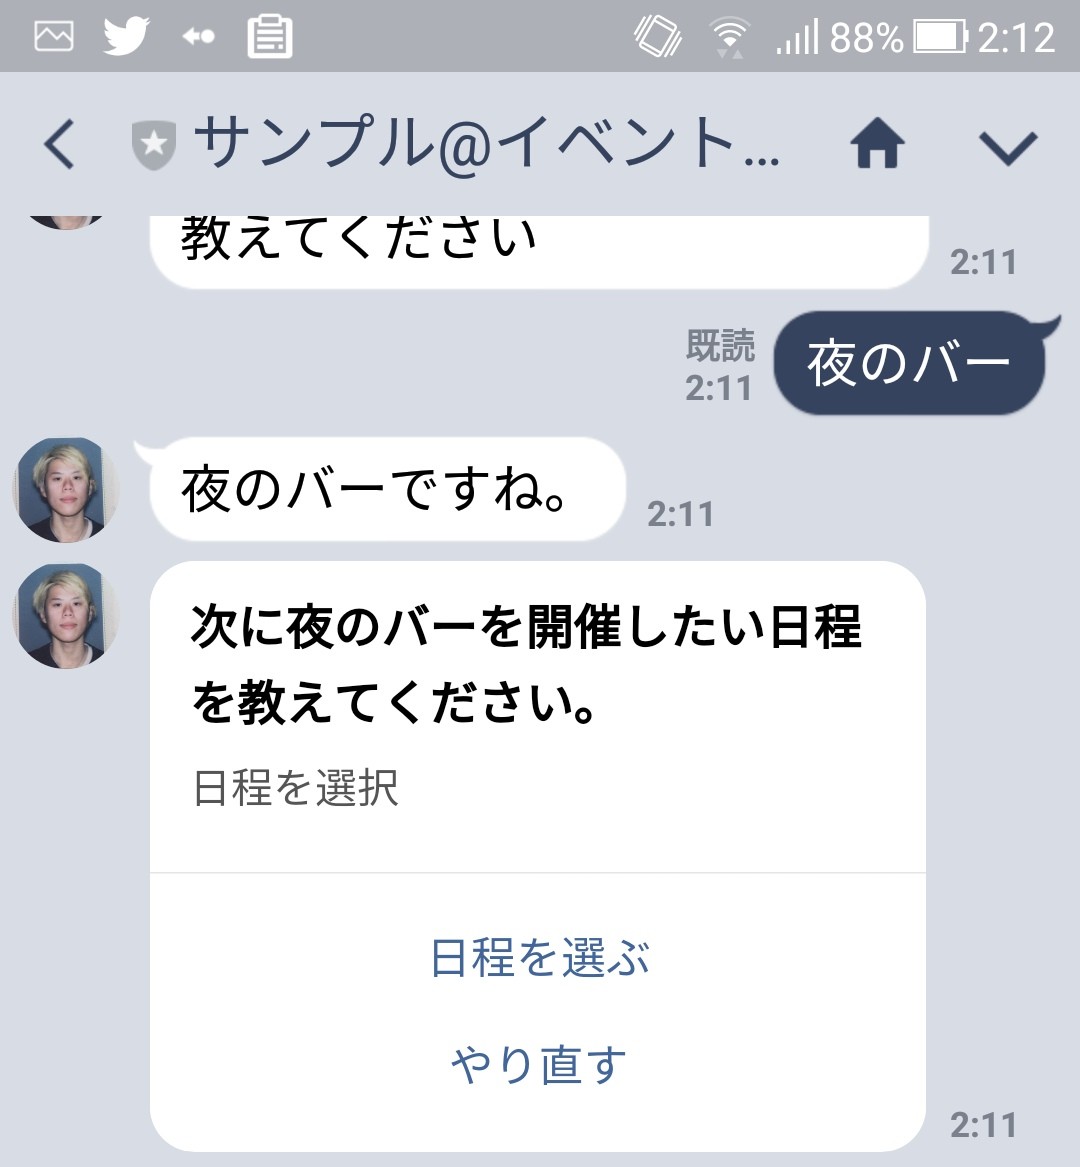 88% 2:12
サンプル@イベント...
教えてください
2:11
既読
2:11
夜のバー
夜のバーですね。
2:11
次に夜のバーを開催したい日程
を教えてください。
日程を選択
日程を選ぶ
やり直す
2:11